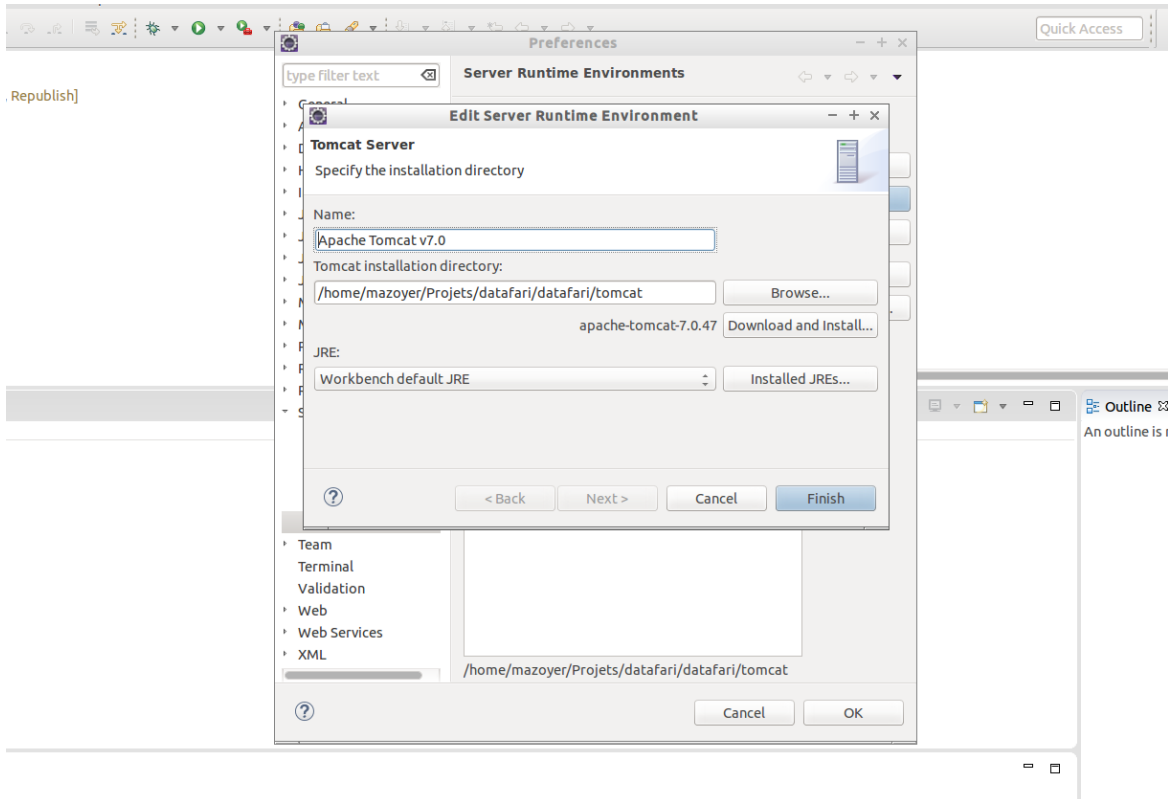 Quick Access
Preferences
type filter text
Server Runtime Environments
, Republish]
General
Edit Server Runtime Environment
Tomcat Server
Specify the installation directory
Name:
Apache Tomcat v7.0
Tomcat installation directory:
/home/mazoyer/Projets/datafari/datafari/tomcat
Browse...
apache-tomcat-7.0.47
Download and Install...
JRE:
Workbench default JRE
Installed JREs...
Outline
An outline is
< Back
Next >
Cancel
Finish
Team
Terminal
Validation
Web
Web Services
XML
/home/mazoyer/Projets/datafari/datafari/tomcat
Cancel
OK